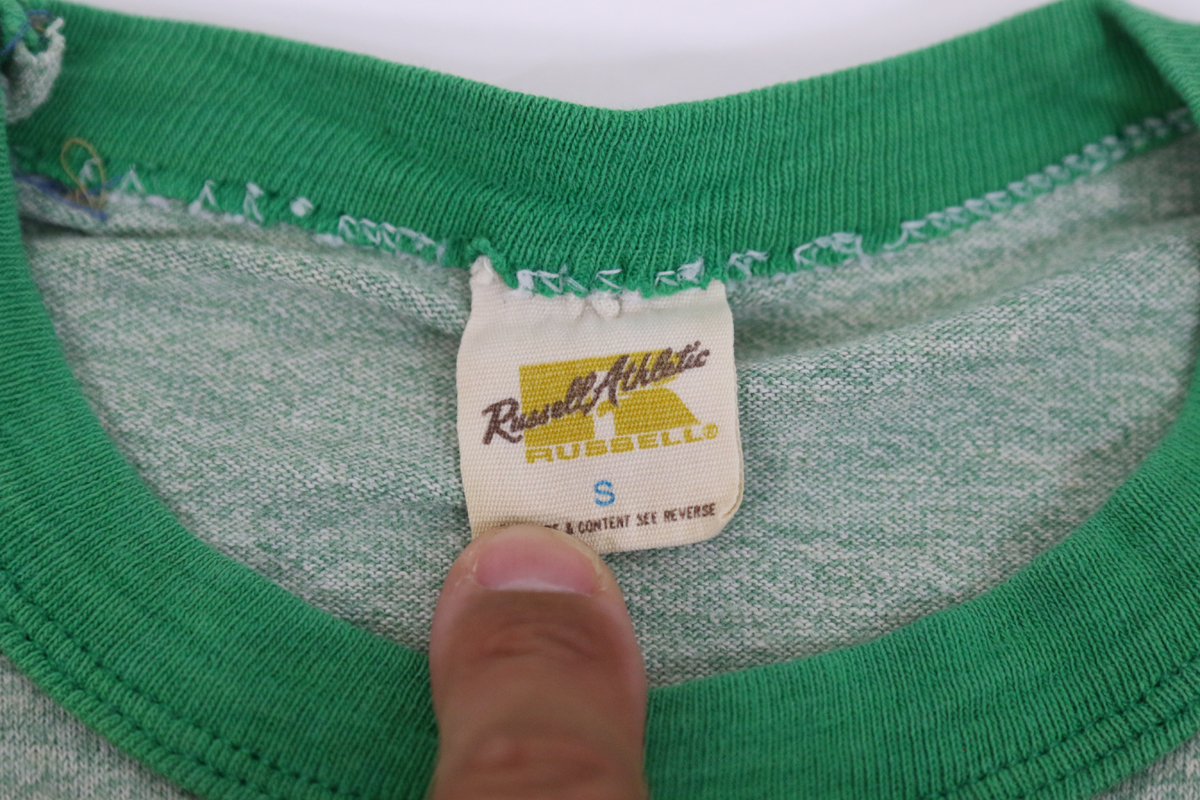 Russell Athletic
RUSSELL®
S
& CONTENT SEE REVERSE